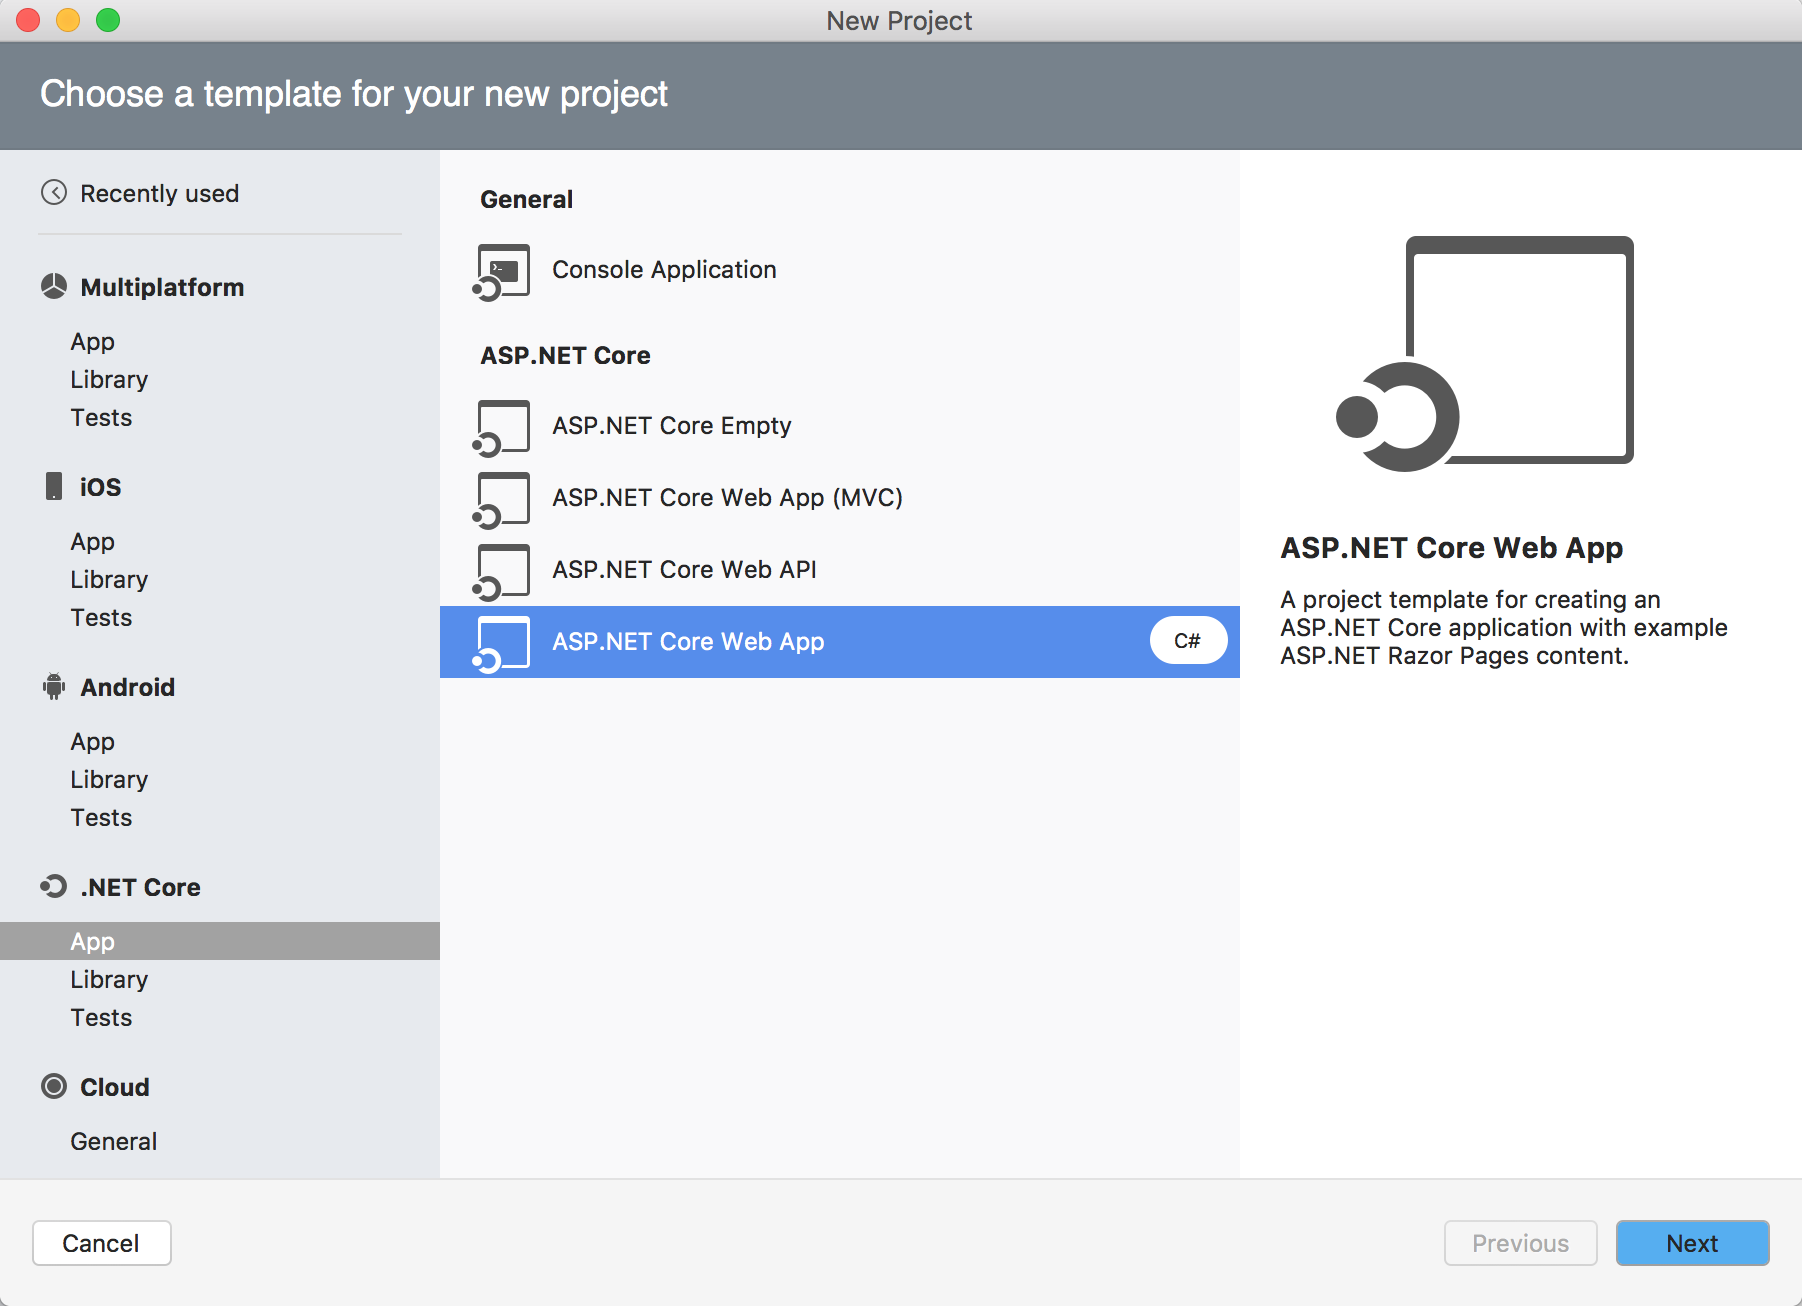 New Project
Choose a template for your new project
Recently used
Multiplatform
App
Library
Tests
iOS
App
Library
Tests
Android
App
Library
Tests
.NET Core
App
Library
Tests
Cloud
General
General
Console Application
ASP.NET Core
ASP.NET Core Empty
ASP.NET Core Web App (MVC)
ASP.NET Core Web API
ASP.NET Core Web App
C#
ASP.NET Core Web App
A project template for creating an
ASP.NET Core application with example
ASP.NET Razor Pages content.
Cancel
Previous
Next